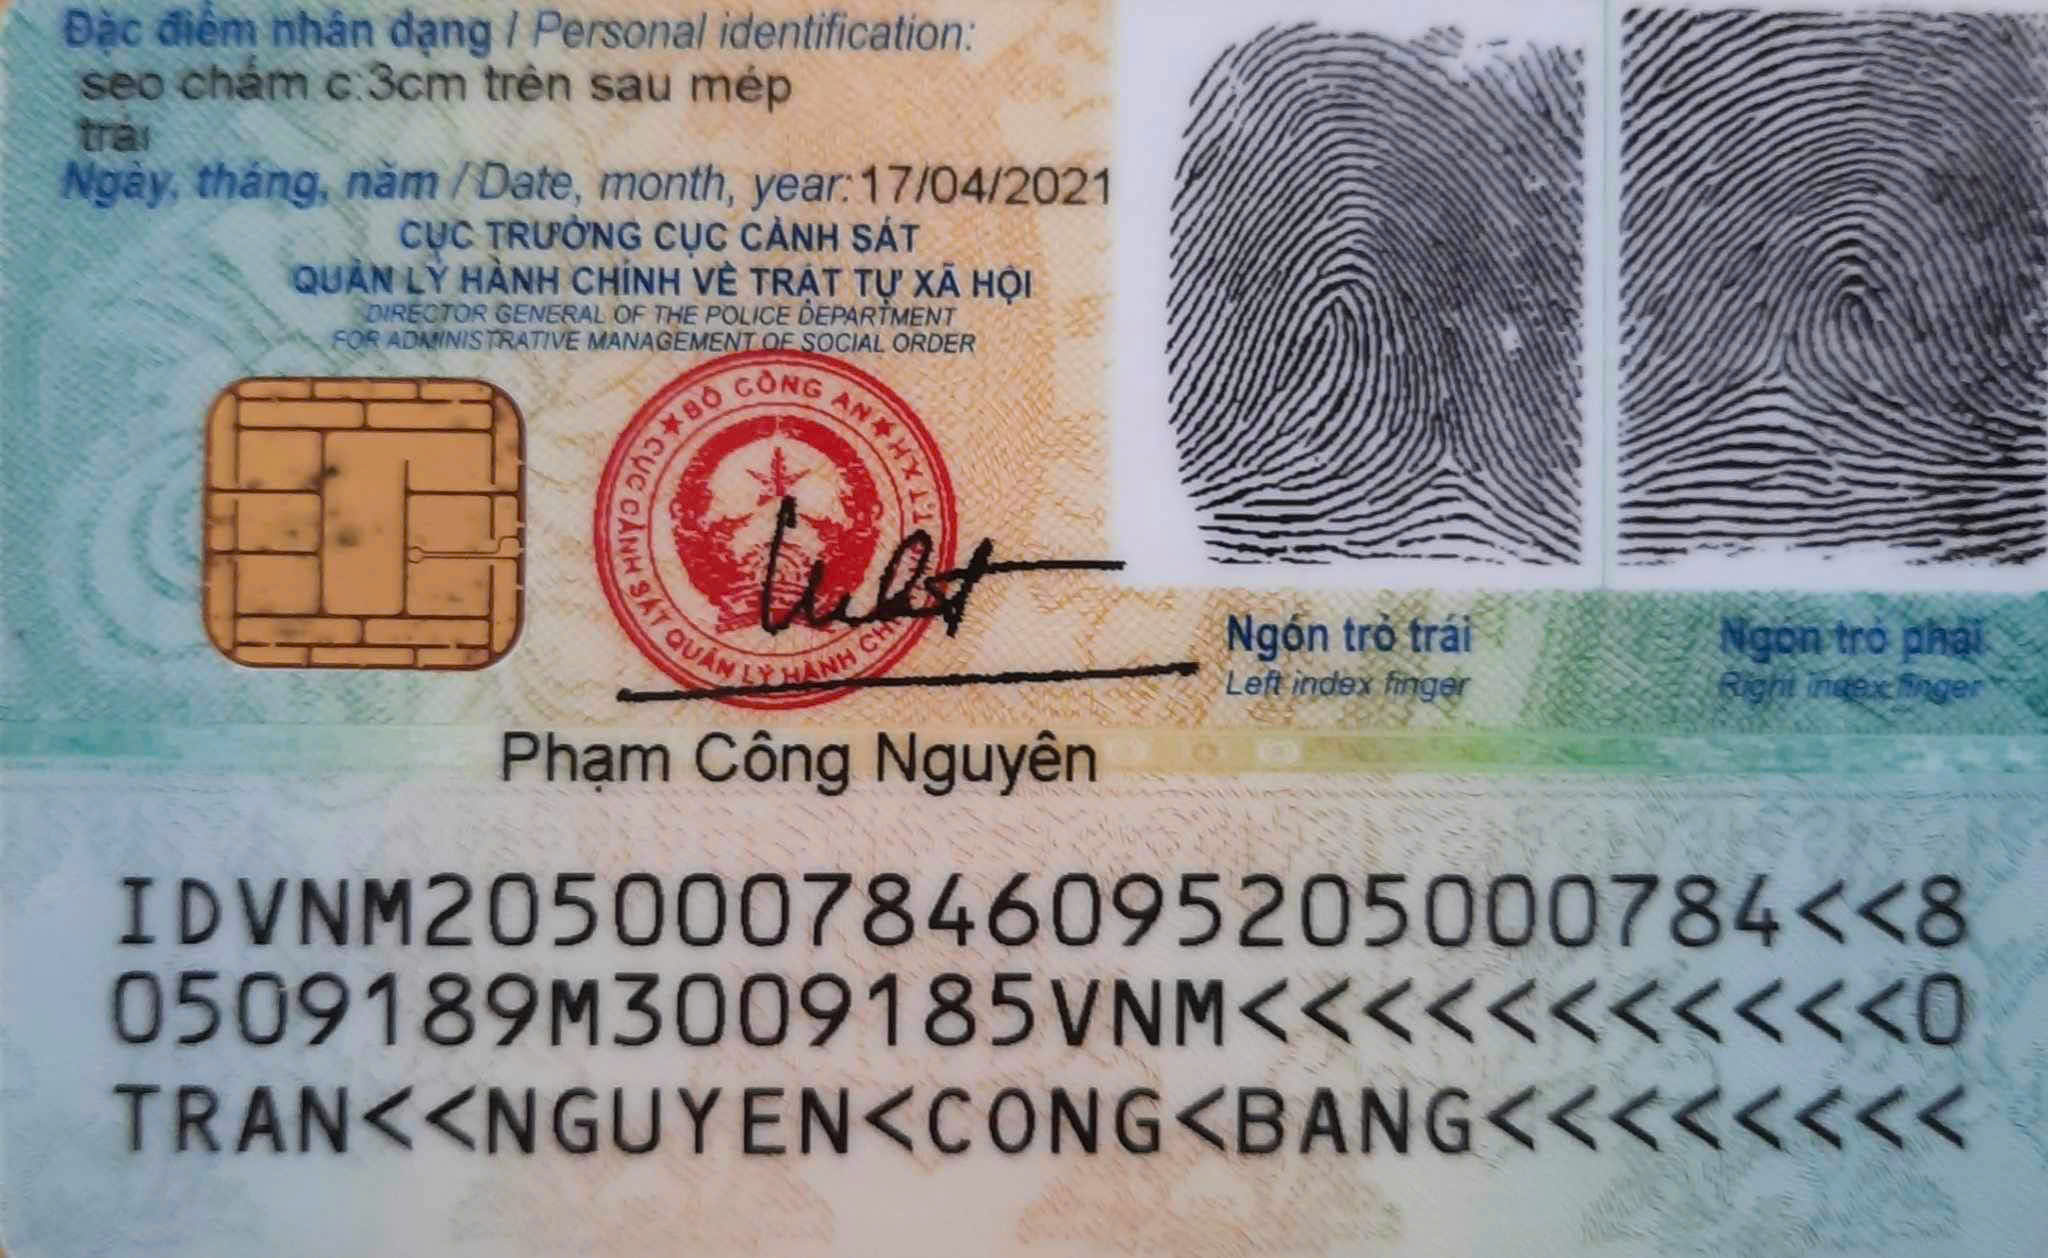 Đặc điểm nhân dạng / Personal identification:
sẹo chấm c:3cm trên sau mép
trái
Ngày, tháng, năm / Date, month, year: 17/04/2021
CỤC TRƯỞNG CỤC CẢNH SÁT
QUẢN LÝ HÀNH CHÍNH VỀ TRẬT TỰ XÃ HỘI
DIRECTOR GENERAL OF THE POLICE DEPARTMENT
FOR ADMINISTRATIVE MANAGEMENT OF SOCIAL ORDER
BỘ CÔNG AN
CỤC CẢNH SÁT QUẢN LÝ HÀNH
Ngón trỏ trái
Left index finger
Ngón trỏ phải
Right index finger
Phạm Công Nguyên
IDVNM2050007846095205000784<<8
0509189M3009185VNM<<<<<<<<<<<0
TRAN<<NGUYEN<CONG<BANG<<<<<<<<